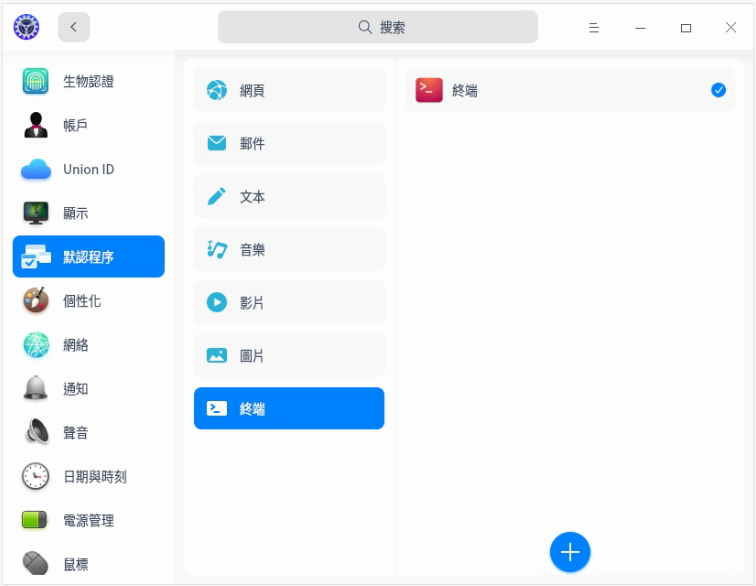 搜索
生物認證
帳戶
Union ID
顯示
默認程序
個性化
網絡
通知
聲音
日期與時刻
電源管理
鼠標
網頁
郵件
文本
音樂
影片
圖片
終端
終端